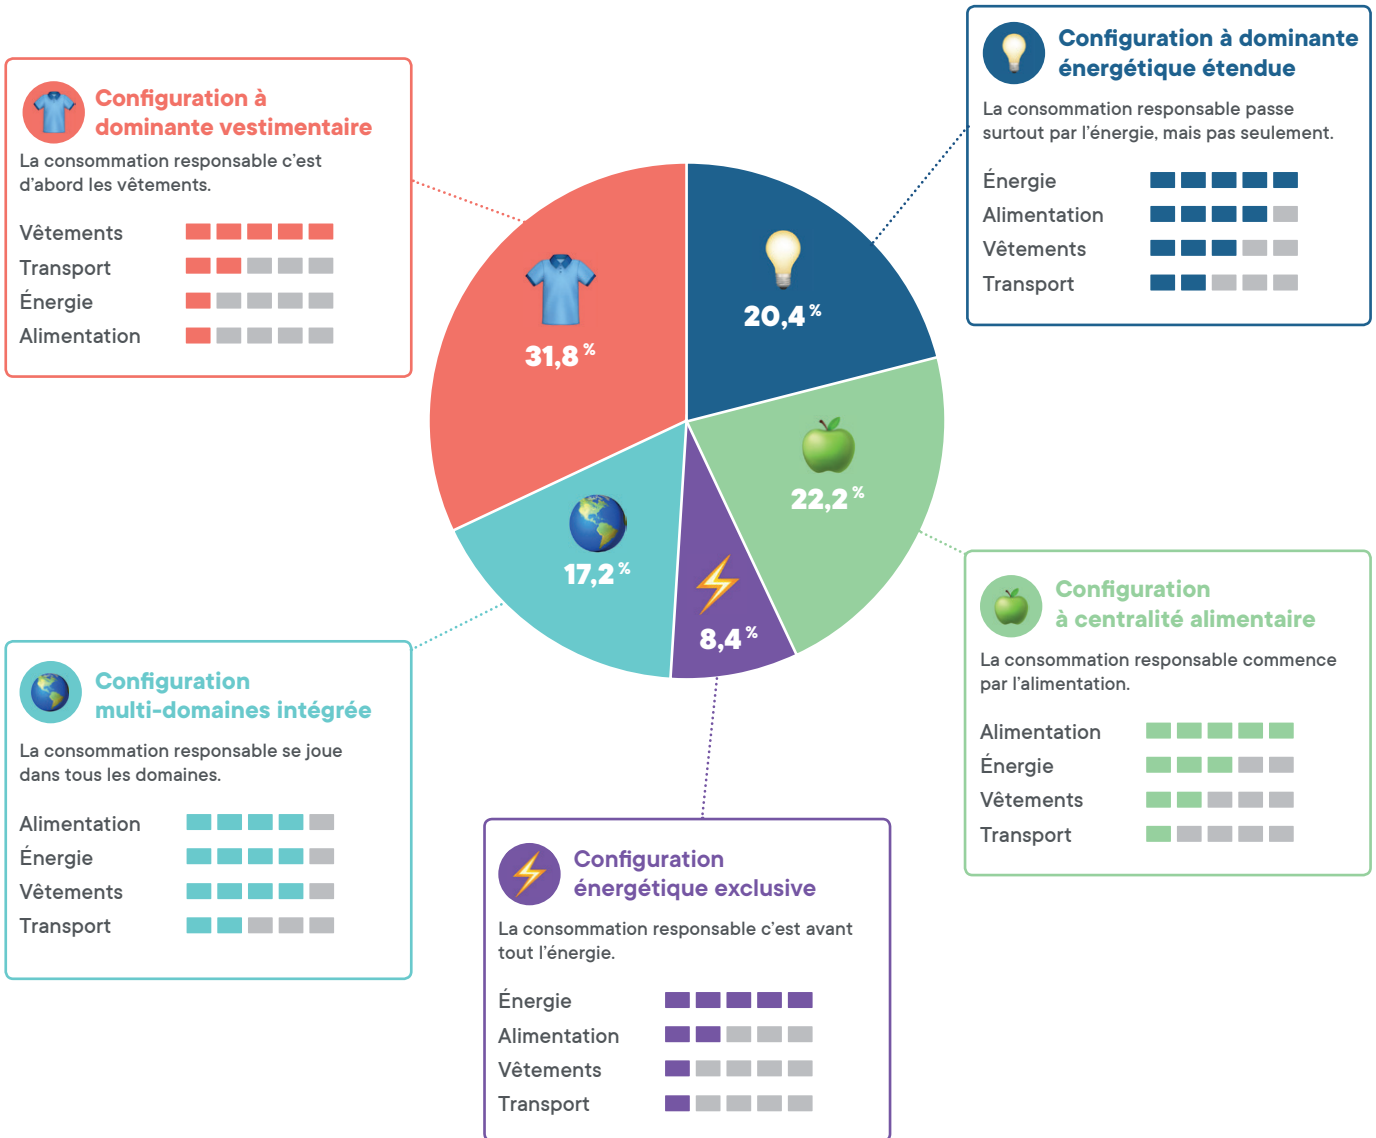 Configuration à
dominante vestimentaire
La consommation responsable c'est
d'abord les vêtements.
Vêtements
Transport
Énergie
Alimentation
Configuration à dominante
énergétique étendue
La consommation responsable passe
surtout par l'énergie, mais pas seulement.
Énergie
Alimentation
Vêtements
Transport
31,8 %
20,4 %
22,2 %
17,2 %
8,4 %
Configuration
à centralité alimentaire
La consommation responsable commence
par l'alimentation.
Alimentation
Énergie
Vêtements
Transport
Configuration
multi-domaines intégrée
La consommation responsable se joue
dans tous les domaines.
Alimentation
Énergie
Vêtements
Transport
Configuration
énergétique exclusive
La consommation responsable c'est avant
tout l'énergie.
Énergie
Alimentation
Vêtements
Transport